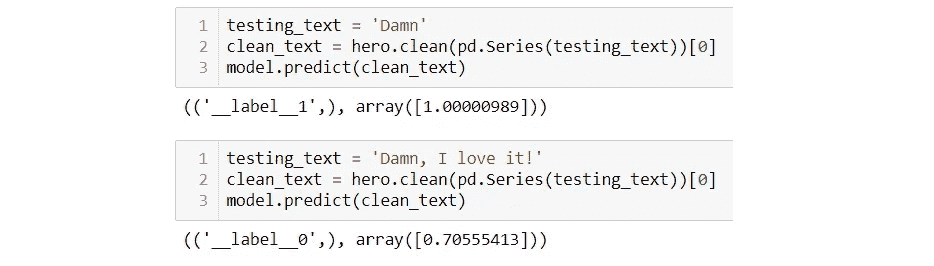 1 testing_text = 'Damn'
2 clean_text = hero.clean(pd.Series(testing_text))[0]
3 model.predict(clean_text)
(('__label__1',), array([1.00000989]))
1 testing_text = 'Damn, I love it!'
2 clean_text = hero.clean(pd.Series(testing_text))[0]
3 model.predict(clean_text)
(('__label__0',), array([0.70555413]))